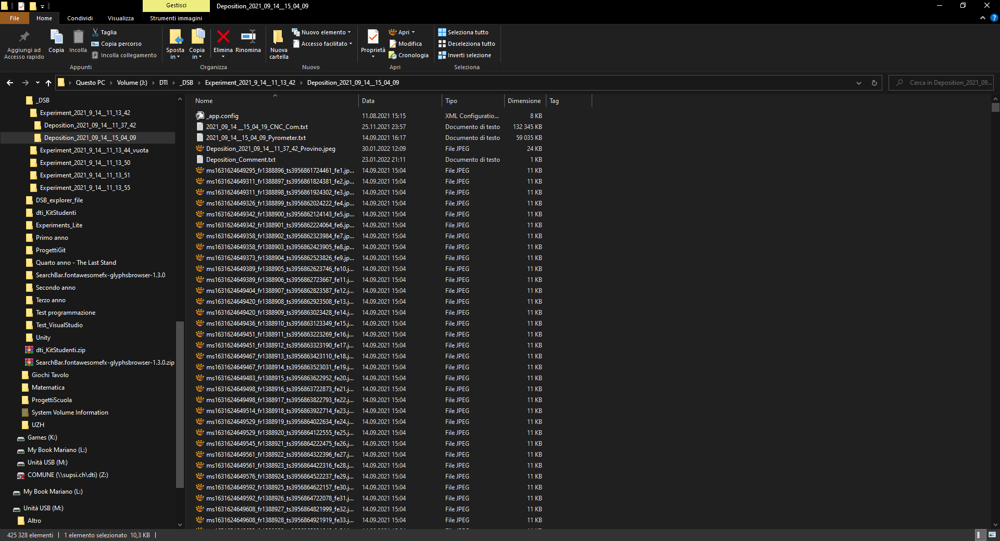 Gestisci
Deposition_2021_09_14__15_04_09
File
Home
Condividi
Visualizza
Strumenti immagini
Aggiungi ad
Accesso rapido
Copia
Incolla
Taglia
Copia percorso
Incolla collegamento
Appunti
Sposta
in
Copia
in
Elimina
Rinomina
Organizza
Nuova
cartella
Nuovo elemento
Accesso facilitato
Nuovo
Proprietà
Apri
Modifica
Cronologia
Apri
Seleziona tutto
Deseleziona tutto
Inverti selezione
Seleziona
Questo PC
Volume (J:)
DTI
_DSB
Experiment_2021_9_14__11_13_42
Deposition_2021_09_14__15_04_09
Cerca in Deposition_2021_09...
_DSB
Experiment_2021_9_14__11_13_42
Deposition_2021_09_14__11_37_42
Deposition_2021_09_14__15_04_09
Experiment_2021_9_14__11_13_44_vuota
Experiment_2021_9_14__11_13_50
Experiment_2021_9_14__11_13_51
Experiment_2021_9_14__11_13_55
DSB_explorer_file
dti_KitStudenti
Experiments_Lite
Primo anno
ProgettiGit
Quarto anno - The Last Stand
SearchBar.fontawesomefx-glyphsbrowser-1.3.0
Secondo anno
Terzo anno
Test programmazione
Test_VisualStudio
Unity
dti_KitStudenti.zip
SearchBar.fontawesomefx-glyphsbrowser-1.3.0.zip
Giochi Tavolo
Matematica
ProgettiScuola
System Volume Information
UZH
Games (K:)
My Book Mariano (L:)
Unità USB (M:)
COMUNE (\\supsi.ch\dti) (Z:)
My Book Mariano (L:)
Unità USB (M:)
Altro
Nome Data Tipo Dimensione Tag
_app.config 11.08.2021 15:15 XML Configuratio... 8 KB
2021_09_14 __15_04_19_CNC_Com.txt 25.11.2021 23:57 Documento di testo 132 345 KB
2021_09_14__15_04_09_Pyrometer.txt 14.09.2021 16:17 Documento di testo 59 035 KB
Deposition_2021_09_14__11_37_42_Provino.jpeg 30.01.2022 12:09 File JPEG 24 KB
Deposition_Comment.txt 23.01.2022 21:11 Documento di testo 1 KB
ms1631624649295_fr1388896_ts3956861724461_fe1.jp... 14.09.2021 15:04 File JPEG 11 KB
ms1631624649311_fr1388897_ts3956861824381_fe2.jp... 14.09.2021 15:04 File JPEG 11 KB
ms1631624649311_fr1388898_ts3956861924302_fe3.jp... 14.09.2021 15:04 File JPEG 11 KB
ms1631624649326_fr1388899_ts3956862024222_fe4.jp... 14.09.2021 15:04 File JPEG 11 KB
ms1631624649342_fr1388900_ts3956862124143_fe5.jp... 14.09.2021 15:04 File JPEG 11 KB
ms1631624649342_fr1388901_ts3956862224064_fe6.jp... 14.09.2021 15:04 File JPEG 11 KB
ms1631624649358_fr1388902_ts3956862323984_fe7.jp... 14.09.2021 15:04 File JPEG 11 KB
ms1631624649358_fr1388903_ts3956862423905_fe8.jp... 14.09.2021 15:04 File JPEG 11 KB
ms1631624649373_fr1388904_ts3956862523826_fe9.jp... 14.09.2021 15:04 File JPEG 11 KB
ms1631624649389_fr1388905_ts3956862623746_fe10.j... 14.09.2021 15:04 File JPEG 11 KB
ms1631624649389_fr1388906_ts3956862723667_fe11.j... 14.09.2021 15:04 File JPEG 11 KB
ms1631624649404_fr1388907_ts3956862823587_fe12.j... 14.09.2021 15:04 File JPEG 11 KB
ms1631624649420_fr1388908_ts3956862923508_fe13.j... 14.09.2021 15:04 File JPEG 11 KB
ms1631624649420_fr1388909_ts3956863023428_fe14.j... 14.09.2021 15:04 File JPEG 11 KB
ms1631624649436_fr1388910_ts3956863123349_fe15.j... 14.09.2021 15:04 File JPEG 11 KB
ms1631624649451_fr1388911_ts3956863223269_fe16.j... 14.09.2021 15:04 File JPEG 11 KB
ms1631624649451_fr1388912_ts3956863323190_fe17.j... 14.09.2021 15:04 File JPEG 11 KB
ms1631624649467_fr1388913_ts3956863423110_fe18.j... 14.09.2021 15:04 File JPEG 11 KB
ms1631624649467_fr1388914_ts3956863523031_fe19.j... 14.09.2021 15:04 File JPEG 11 KB
ms1631624649483_fr1388915_ts3956863622952_fe20.j... 14.09.2021 15:04 File JPEG 11 KB
ms1631624649498_fr1388916_ts3956863722873_fe21.j... 14.09.2021 15:04 File JPEG 11 KB
ms1631624649498_fr1388917_ts3956863822793_fe22.j... 14.09.2021 15:04 File JPEG 11 KB
ms1631624649514_fr1388918_ts3956863922714_fe23.j... 14.09.2021 15:04 File JPEG 11 KB
ms1631624649529_fr1388919_ts3956864022634_fe24.j... 14.09.2021 15:04 File JPEG 11 KB
ms1631624649529_fr1388920_ts3956864122555_fe25.j... 14.09.2021 15:04 File JPEG 11 KB
ms1631624649545_fr1388921_ts3956864222475_fe26.j... 14.09.2021 15:04 File JPEG 11 KB
ms1631624649561_fr1388922_ts3956864322396_fe27.j... 14.09.2021 15:04 File JPEG 11 KB
ms1631624649561_fr1388923_ts3956864422316_fe28.j... 14.09.2021 15:04 File JPEG 11 KB
ms1631624649576_fr1388924_ts3956864522237_fe29.j... 14.09.2021 15:04 File JPEG 11 KB
ms1631624649592_fr1388925_ts3956864622157_fe30.j... 14.09.2021 15:04 File JPEG 11 KB
ms1631624649592_fr1388926_ts3956864722078_fe31.j... 14.09.2021 15:04 File JPEG 11 KB
ms1631624649608_fr1388927_ts3956864821999_fe32.j... 14.09.2021 15:04 File JPEG 11 KB
ms1631624649608_fr1388928_ts3956864921919_fe33.j... 14.09.2021 15:04 File JPEG 11 KB
425 328 elementi
1 elemento selezionato 10,3 KB